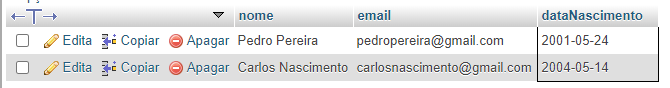 nome email dataNascimento
Edita Copiar Apagar Pedro Pereira pedropereira@gmail.com 2001-05-24
Edita Copiar Apagar Carlos Nascimento carlosnascimento@gmail.com 2004-05-14